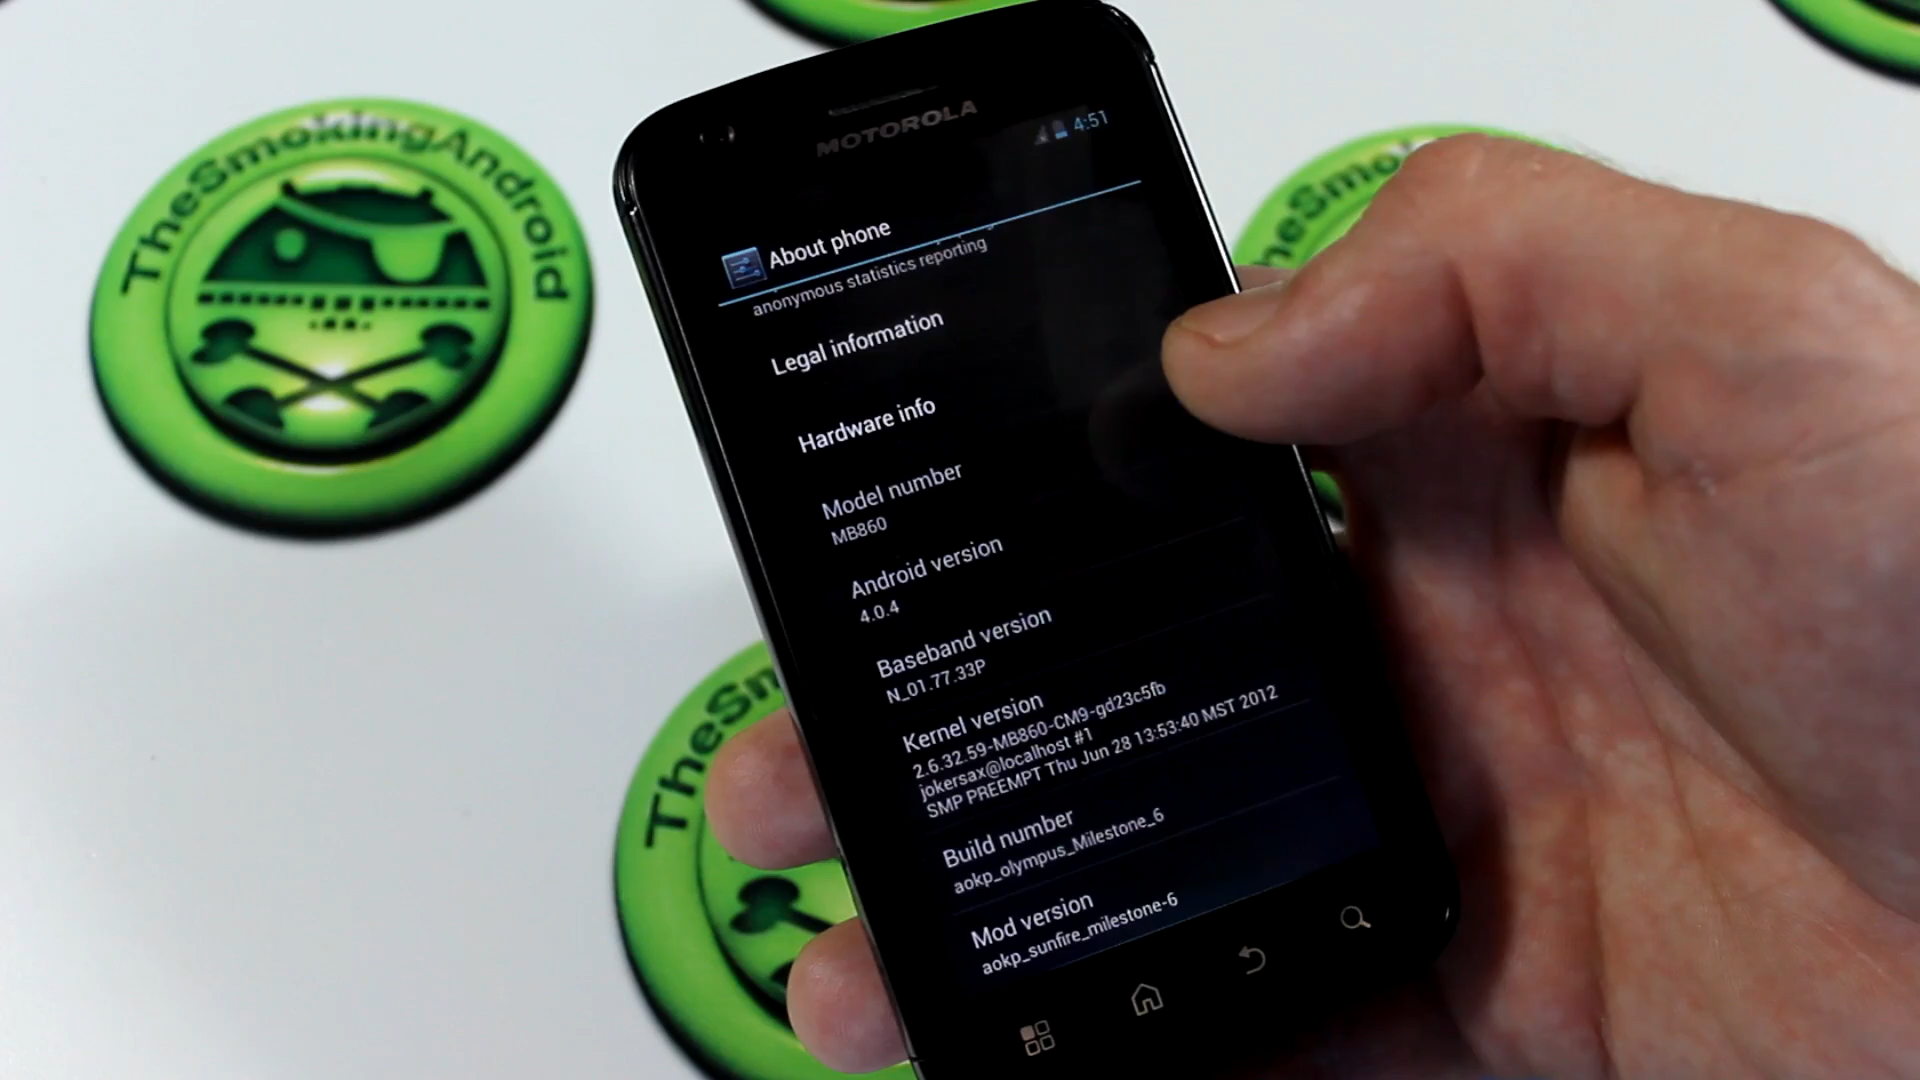 TheSmokingAndroid
MOTOROLA
4:51
TheSmo
About phone
anonymous statistics reporting
Legal information
Hardware info
Model number
MB860
Android version
4.0.4
Baseband version
N_01.77.33P
Kernel version
2.6.32.59-MB860-CM9-gd23c5fb
jokersax@localhost #1
SMP PREEMPT Thu Jun 28 13:53:40 MST 2012
Build number
aokp_olympus_Milestone_6
Mod version
aokp_sunfire_milestone-6
TheSm